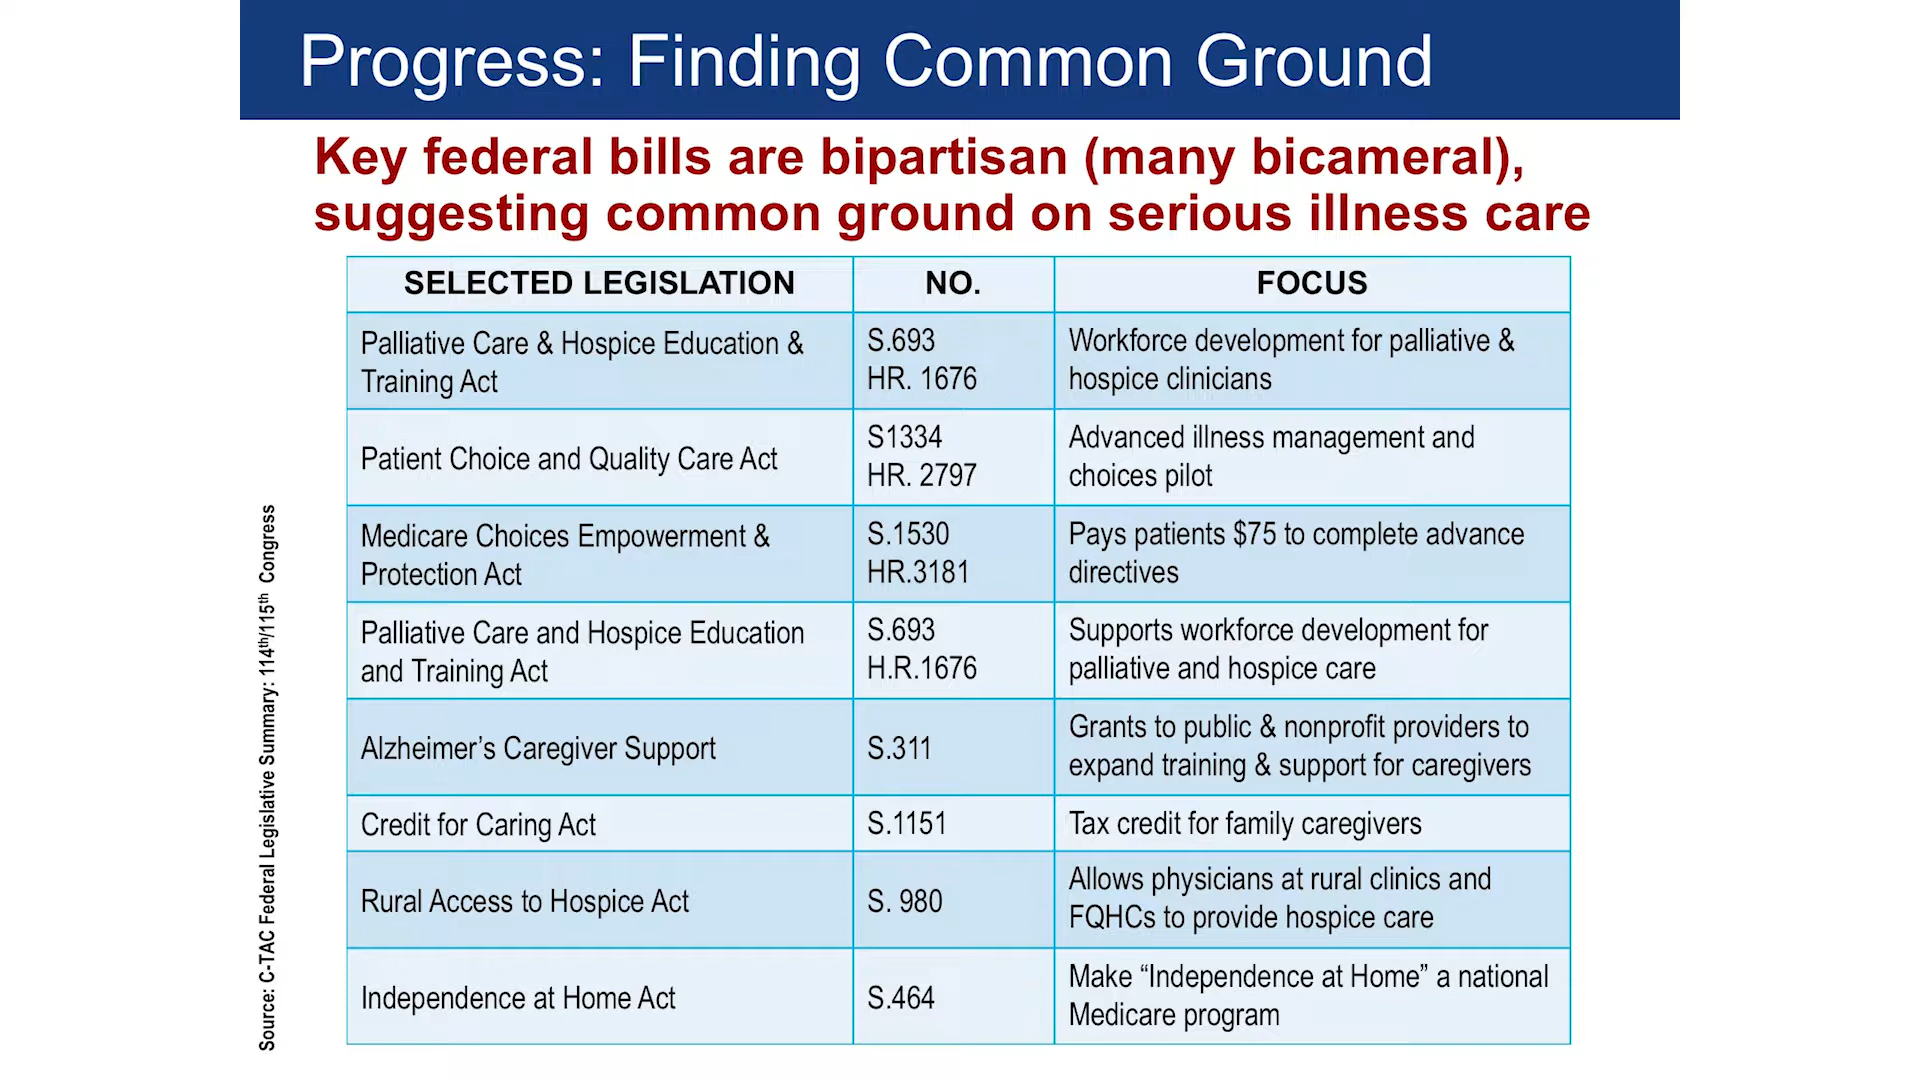 Progress: Finding Common Ground
Key federal bills are bipartisan (many bicameral),
suggesting common ground on serious illness care
SELECTED LEGISLATION NO. FOCUS
Palliative Care & Hospice Education &
Training Act
S.693
HR. 1676
Workforce development for palliative &
hospice clinicians
Patient Choice and Quality Care Act
S1334
HR. 2797
Advanced illness management and
choices pilot
Medicare Choices Empowerment &
Protection Act
S.1530
HR.3181
Pays patients $75 to complete advance
directives
Palliative Care and Hospice Education
and Training Act
S.693
H.R.1676
Supports workforce development for
palliative and hospice care
Alzheimer’s Caregiver Support
S.311
Grants to public & nonprofit providers to
expand training & support for caregivers
Credit for Caring Act
S.1151
Tax credit for family caregivers
Rural Access to Hospice Act
S. 980
Allows physicians at rural clinics and
FQHCs to provide hospice care
Independence at Home Act
S.464
Make “Independence at Home” a national
Medicare program
Source: C-TAC Federal Legislative Summary: 114th/115th Congress